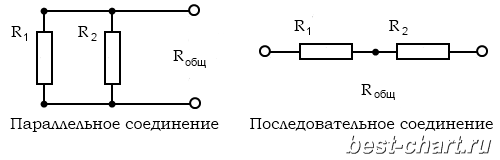 R1 R2
Rобщ
Параллельное соединение
R1 R2
Rобщ
Последовательное соединение
best-chart.ru